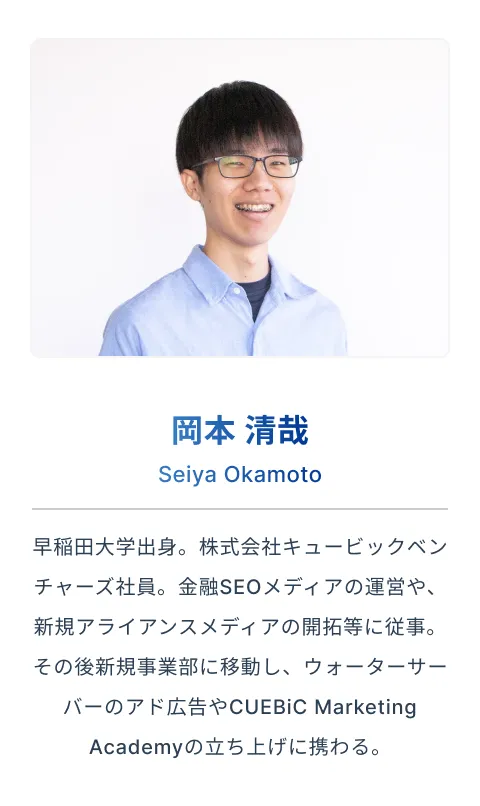 岡本 清哉
Seiya Okamoto
早稲田大学出身。株式会社キュービックベン
チャーズ社員。金融SEOメディアの運営や、
新規アライアンスメディアの開拓等に従事。
その後新規事業部に移動し、ウォーターサー
バーのアド広告やCUEBiC Marketing
Academyの立ち上げに携わる。